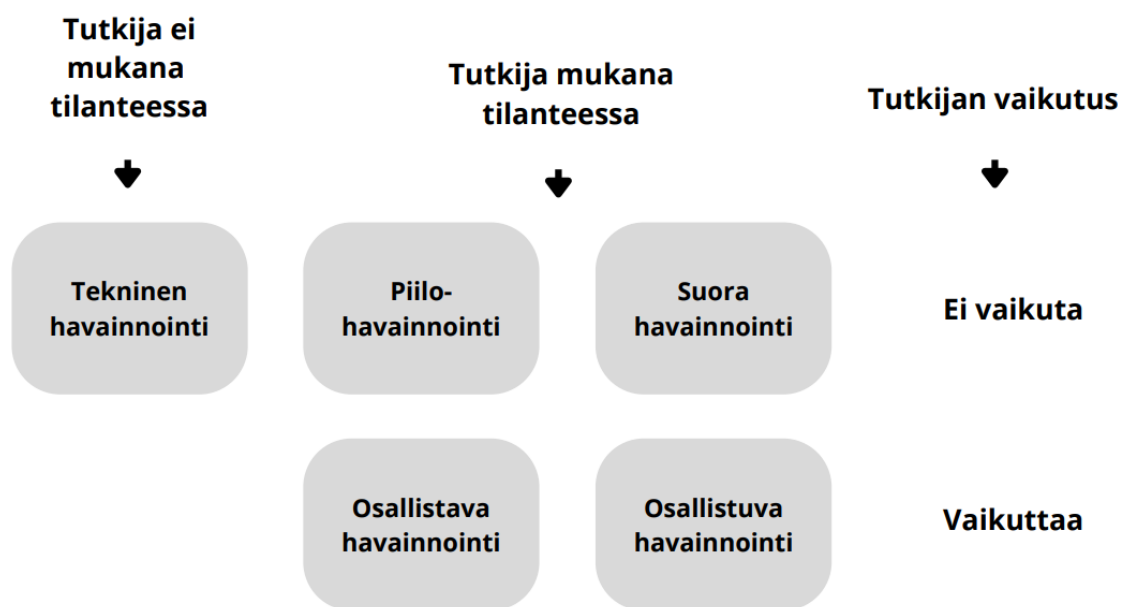 Tutkija ei
mukana
tilanteessa
Tutkija mukana
tilanteessa
Tutkijan vaikutus
Tekninen
havainnointi
Piilo-
havainnointi
Suora
havainnointi
Ei vaikuta
Osallistava
havainnointi
Osallistuva
havainnointi
Vaikuttaa